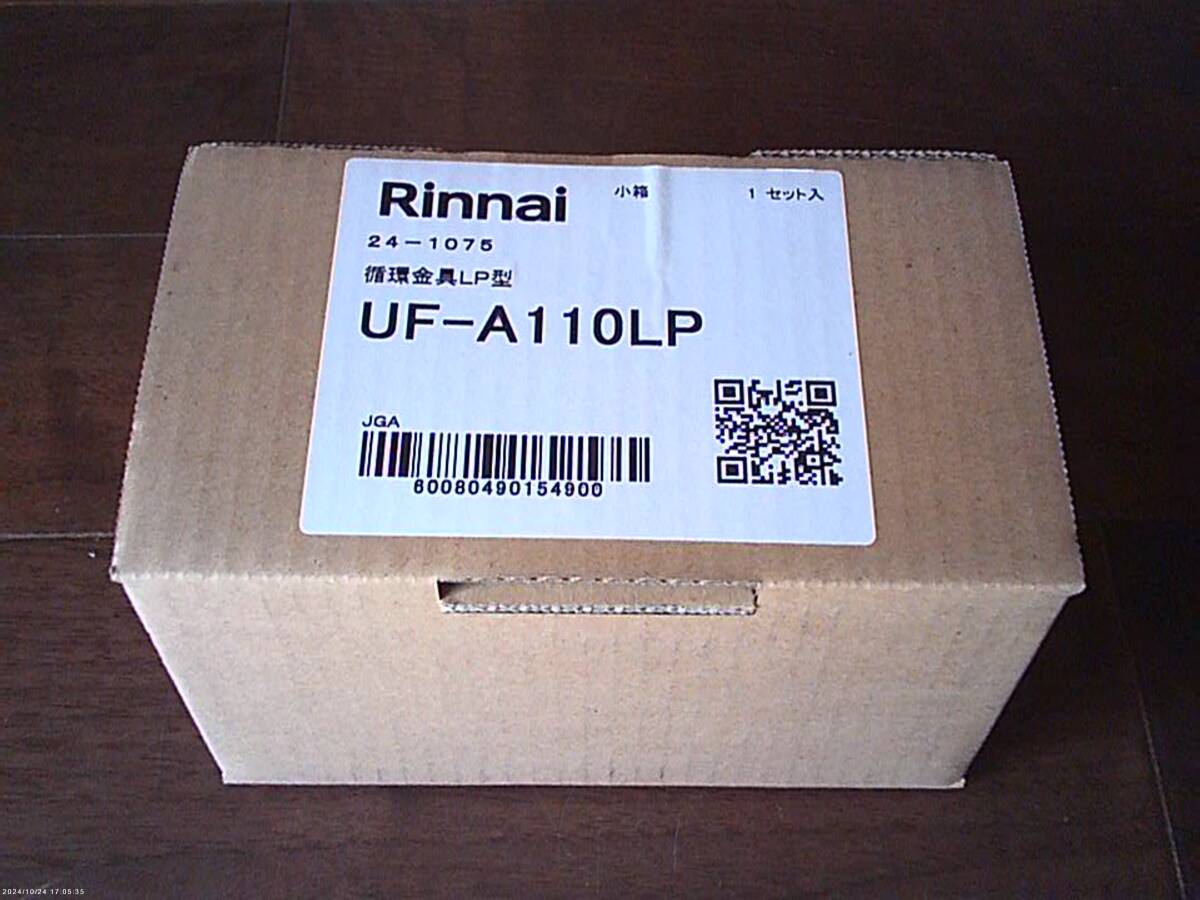 Rinnai 小箱 1 セット入
24-1075
循環金具LP型
UF-A110LP
JGA
60080490154900
2024/10/24 17:05:35